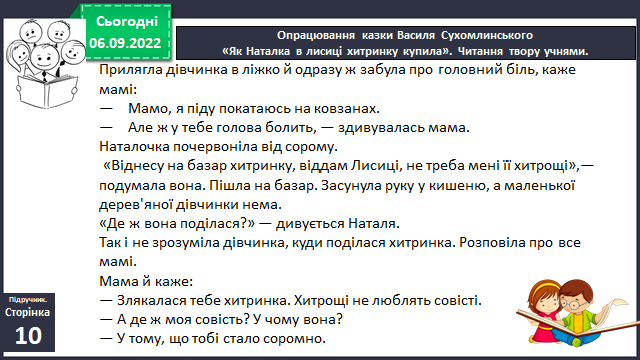 Сьогодні
06.09.2022
Опрацювання казки Василя Сухомлинського
«Як Наталка в лисиці хитринку купила». Читання твору учнями.
Прилягла дівчинка в ліжко й одразу ж забула про головний біль, каже
мамі:
— Мамо, я піду покатаюсь на ковзанах.
— Але ж у тебе голова болить, — здивувалась мама.
Наталочка почервоніла від сорому.
«Віднесу на базар хитринку, віддам Лисиці, не треба мені її хитрощі»,—
подумала вона. Пішла на базар. Засунула руку у кишеню, а маленької
дерев'яної дівчинки нема.
«Де ж вона поділася?» — дивується Наталя.
Так і не зрозуміла дівчинка, куди поділася хитринка. Розповіла про все
мамі.
Мама й каже:
— Злякалася тебе хитринка. Хитрощі не люблять совісті.
— А де ж моя совість? У чому вона?
— У тому, що тобі стало соромно.
Підручник.
Сторінка
10